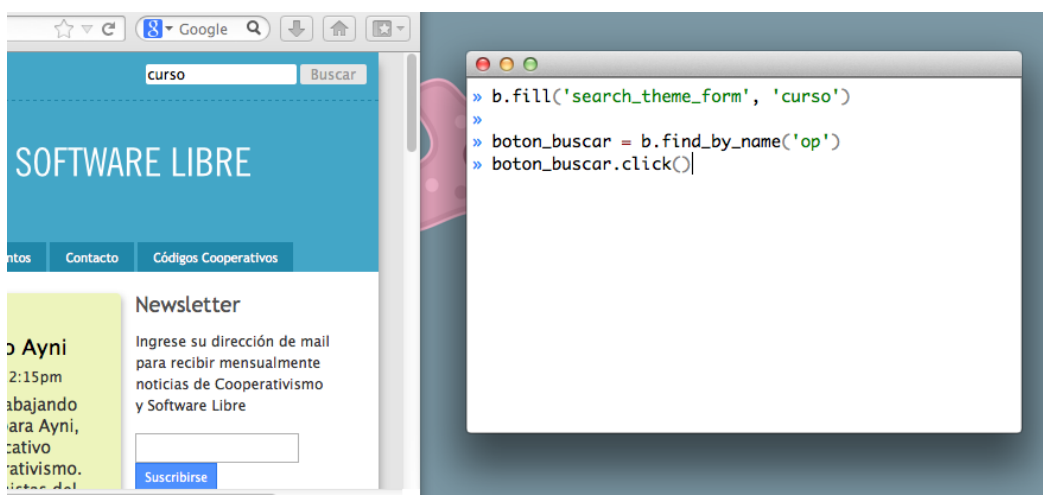 Google
curso
Buscar
SOFTWARE LIBRE
ntos
Contacto
Códigos Cooperativos
o Ayni
2:15pm
abajando
ara Ayni,
cativo
rativismo.
Newsletter
Ingrese su dirección de mail
para recibir mensualmente
noticias de Cooperativismo
y Software Libre
Suscribirse
» b.fill('search_theme_form', 'curso')
»
» boton_buscar = b.find_by_name('op')
» boton_buscar.click()